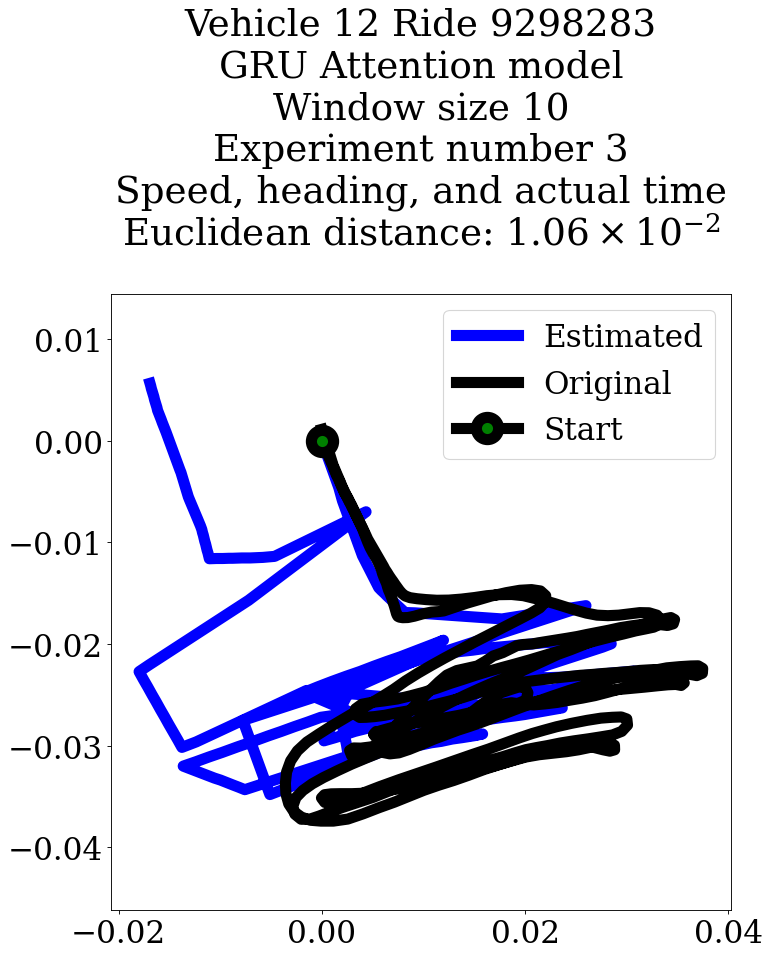 Vehicle 12 Ride 9298283
GRU Attention model
Window size 10
Experiment number 3
Speed, heading, and actual time
Euclidean distance: 1.06 × 10⁻²
Estimated
Original
Start
0.01
0.00
−0.01
−0.02
−0.03
−0.04
−0.02 0.00 0.02 0.04